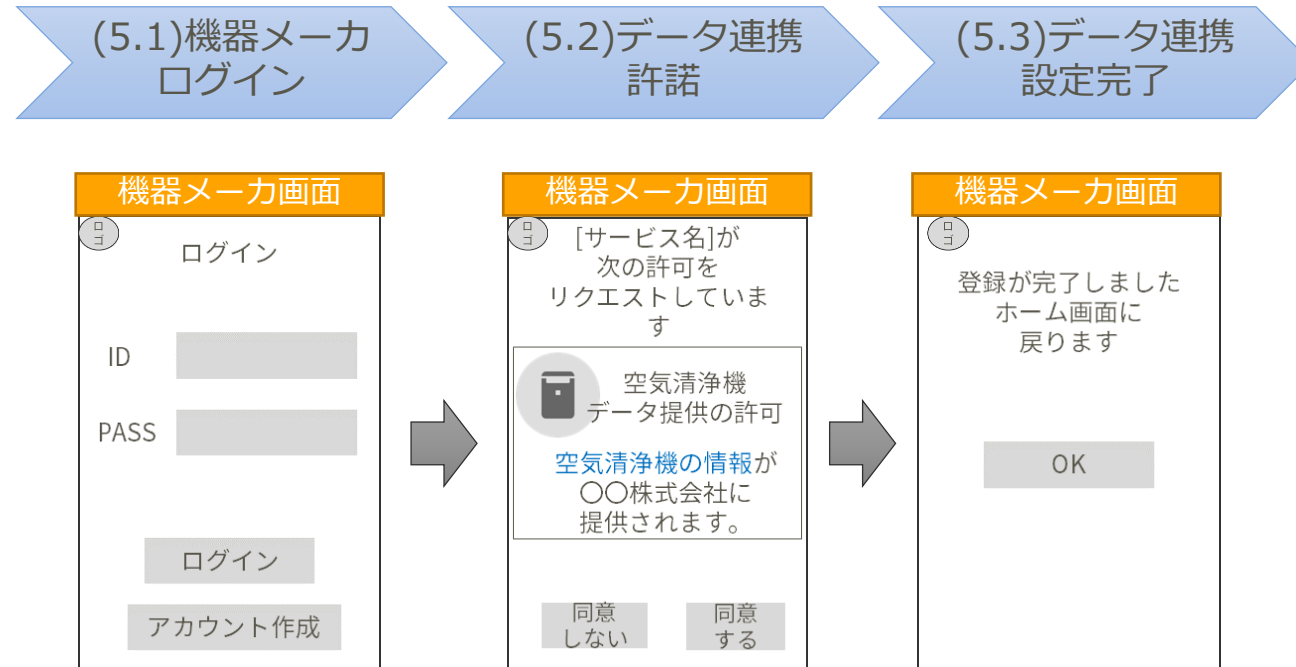 (5.1)機器メーカ
ログイン
(5.2)データ連携
許諾
(5.3)データ連携
設定完了
機器メーカ画面
ロゴ
ログイン
ID
PASS
ログイン
アカウント作成
機器メーカ画面
ロゴ
[サービス名]が
次の許可を
リクエストしていま
す
空気清浄機
データ提供の許可
空気清浄機の情報が
〇〇株式会社に
提供されます。
同意
しない
同意
する
機器メーカ画面
ロゴ
登録が完了しました
ホーム画面に
戻ります
OK